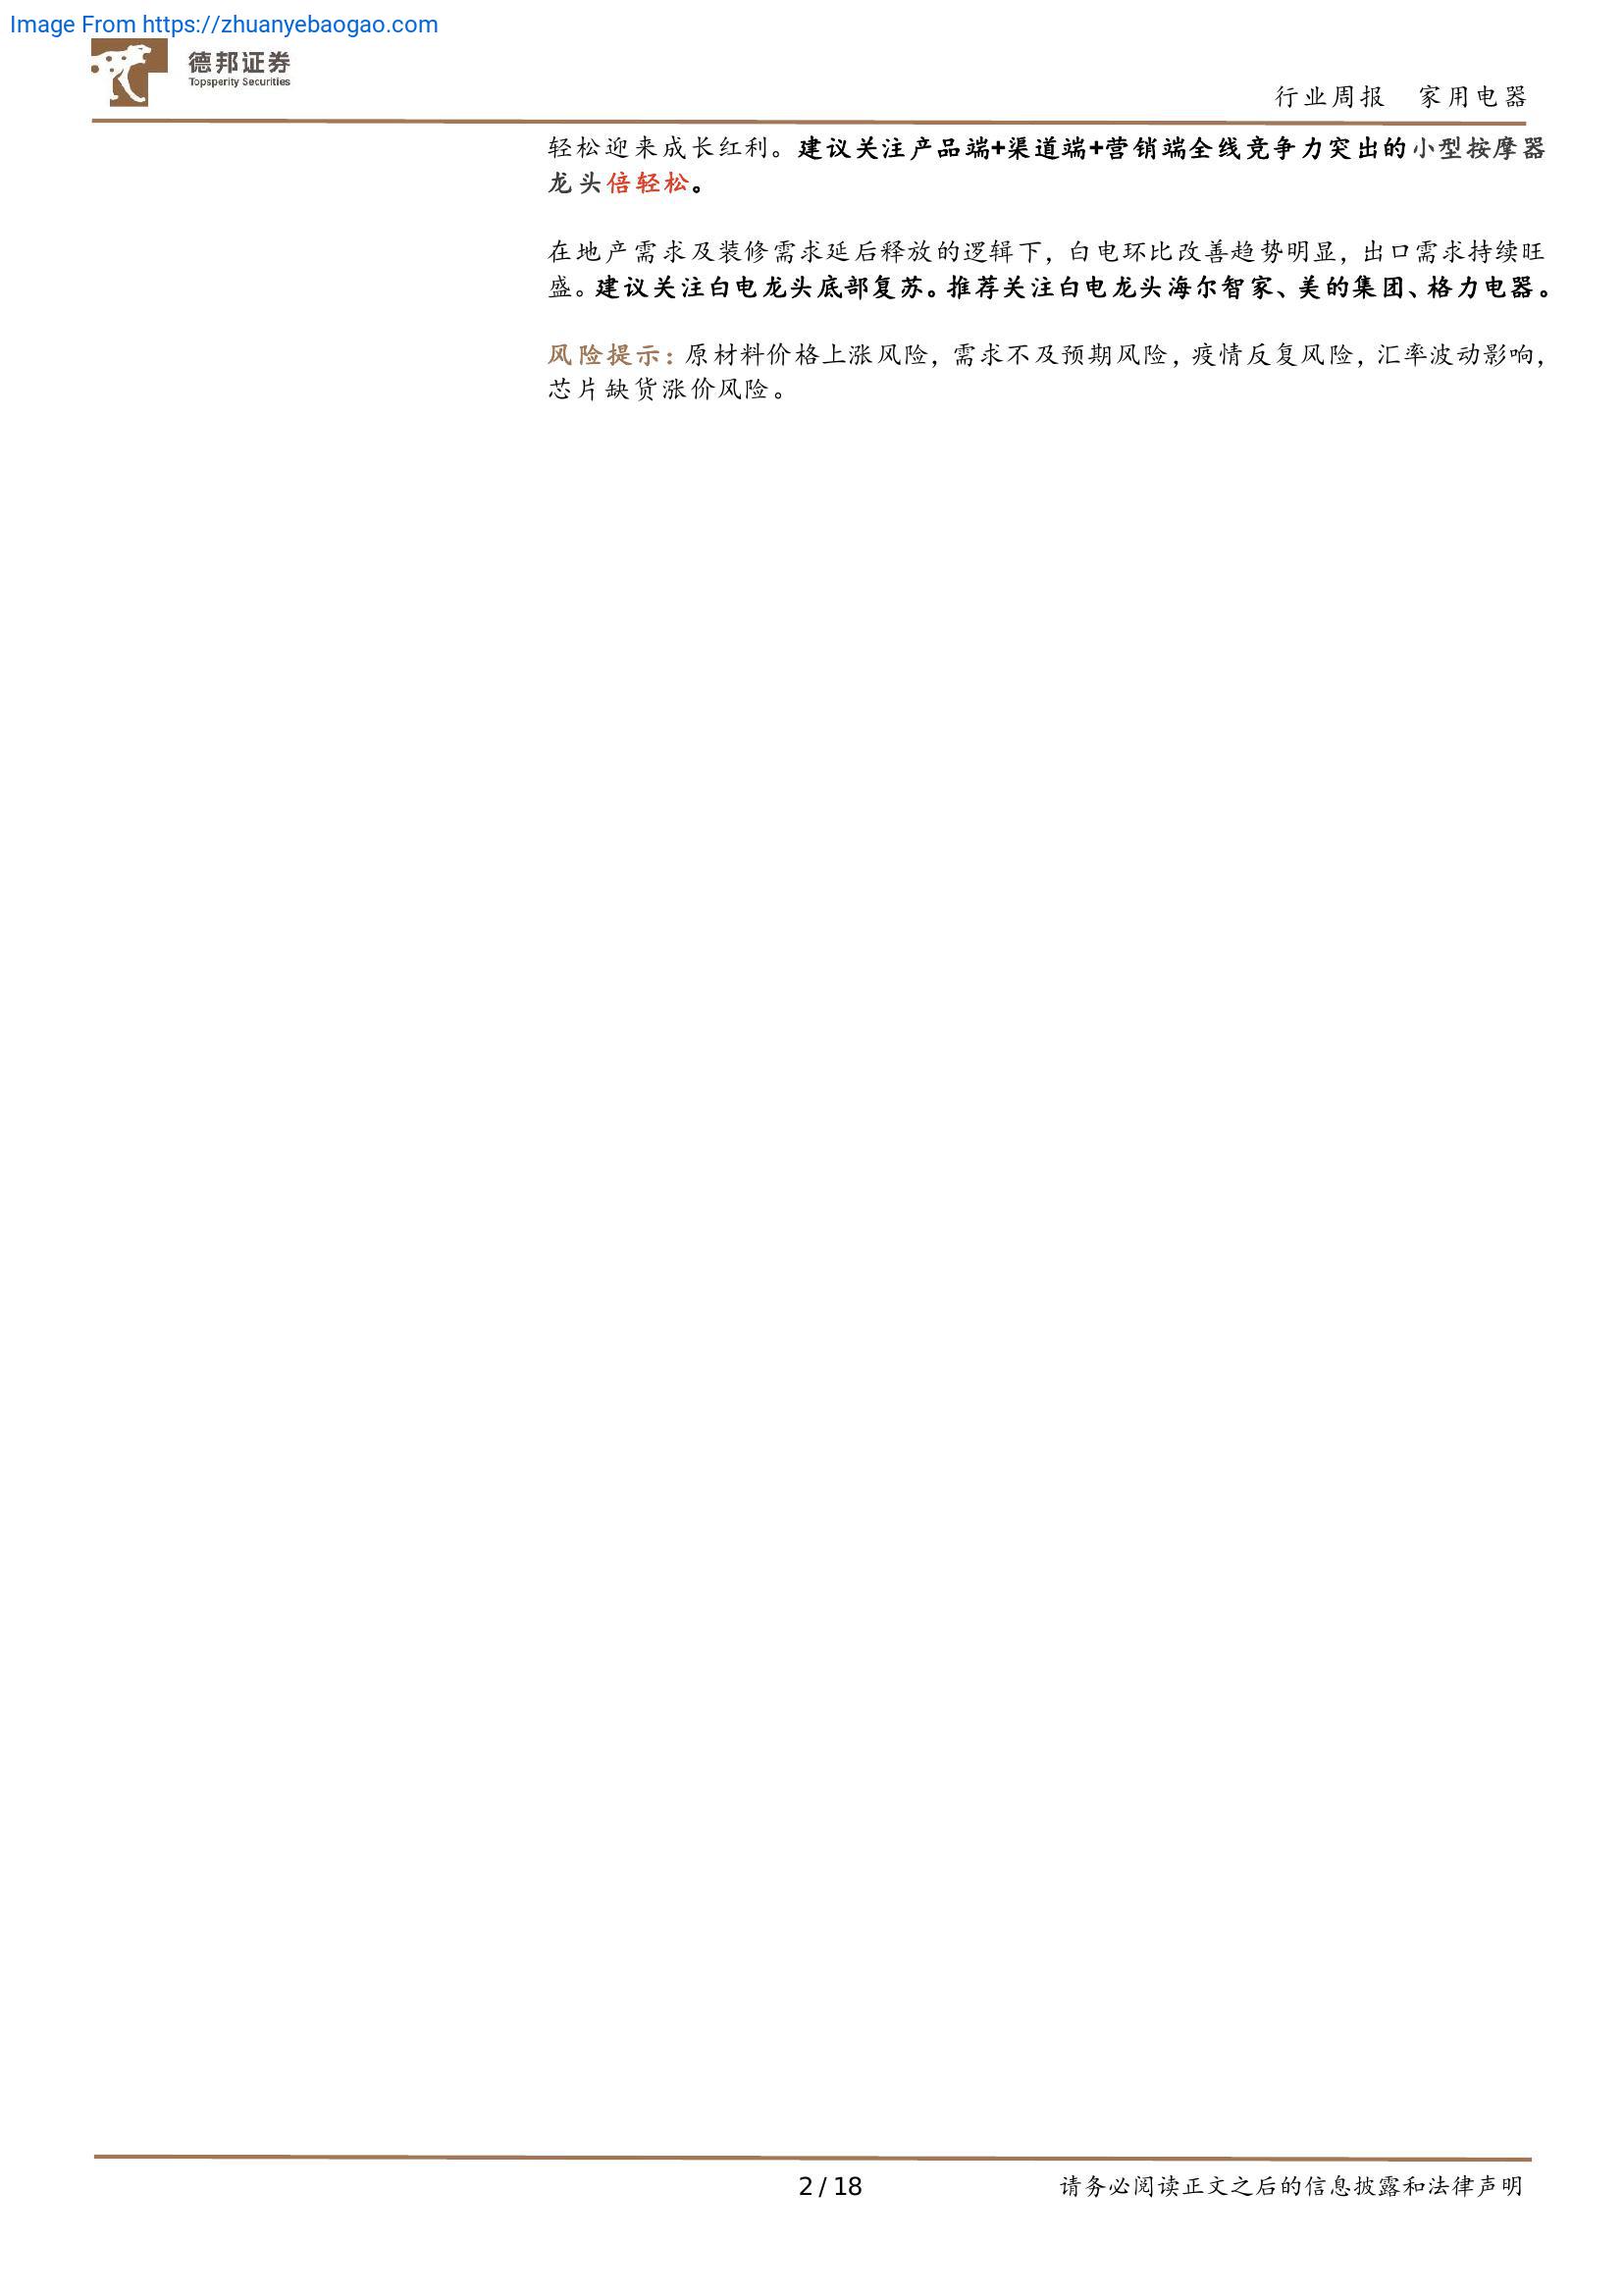 Image From https://zhuanyebaogao.com
德邦证券
Topsperity Securities
行业周报 家用电器
轻松迎来成长红利。建议关注产品端+渠道端+营销端全线竞争力突出的小型按摩器
龙头倍轻松。
在地产需求及装修需求延后释放的逻辑下，白电环比改善趋势明显，出口需求持续旺
盛。建议关注白电龙头底部复苏。推荐关注白电龙头海尔智家、美的集团、格力电器。
风险提示：原材料价格上涨风险，需求不及预期风险，疫情反复风险，汇率波动影响，
芯片缺货涨价风险。
2 / 18
请务必阅读正文之后的信息披露和法律声明